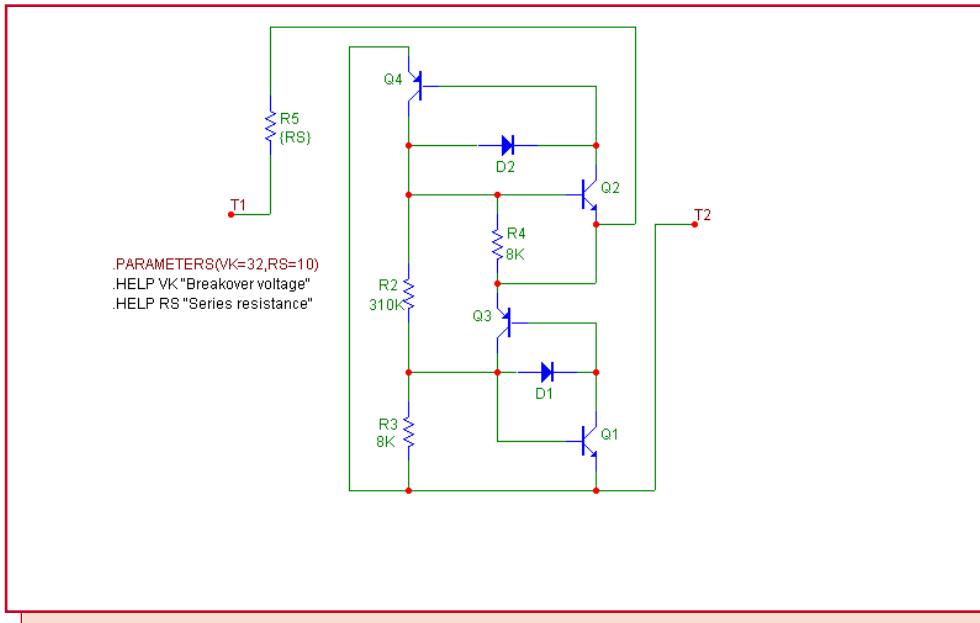 Q4
R5
{RS}
D2
Q2
T1
T2
R4
8K
.PARAMETERS(VK=32,RS=10)
.HELP VK "Breakover voltage"
.HELP RS "Series resistance"
R2
310K
Q3
D1
R3
8K
Q1